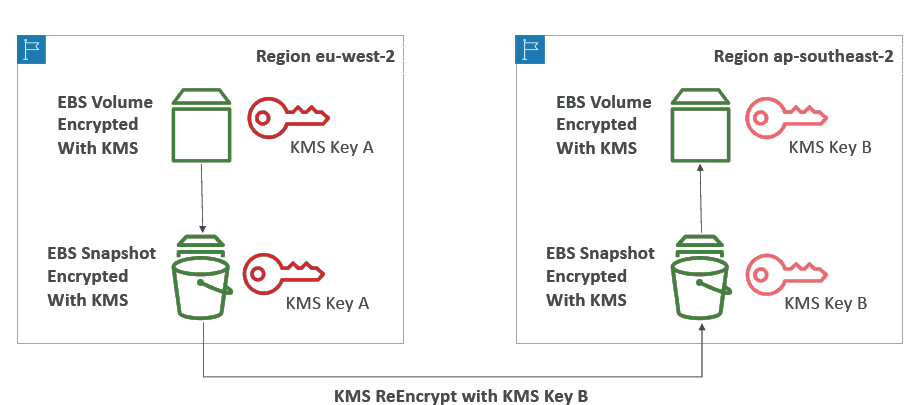 Region eu-west-2
EBS Volume
Encrypted
With KMS
KMS Key A
EBS Snapshot
Encrypted
With KMS
KMS Key A
Region ap-southeast-2
EBS Volume
Encrypted
With KMS
KMS Key B
EBS Snapshot
Encrypted
With KMS
KMS Key B
KMS ReEncrypt with KMS Key B